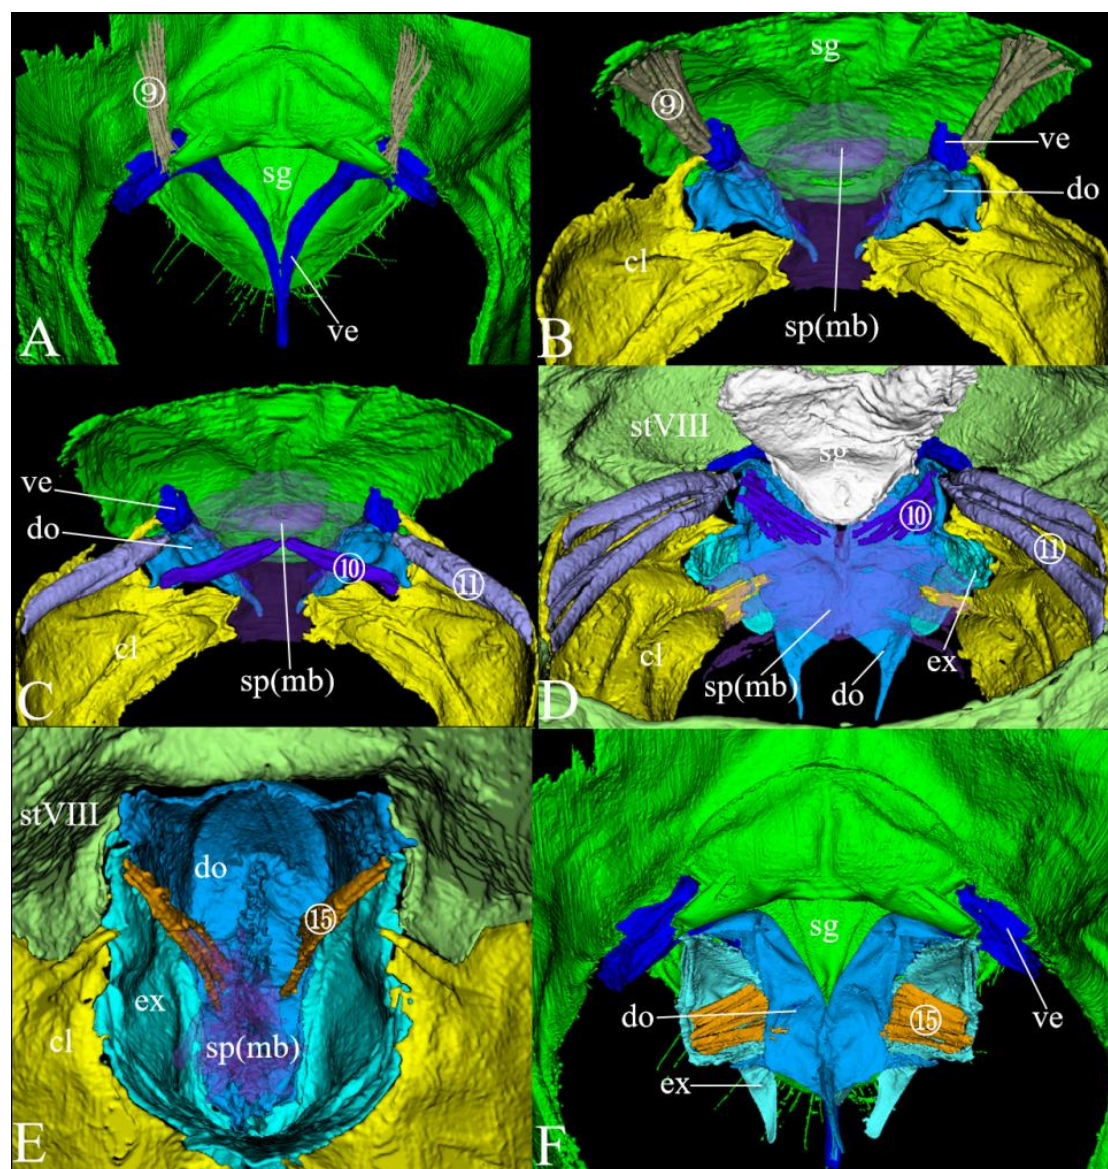 ⑨
sg
ve
A
sg
⑨
ve
do
cl
sp(mb)
B
ve
do
⑩
⑪
cl
sp(mb)
C
stVIII
sg
⑩
⑪
cl
ex
sp(mb)
do
D
stVIII
do
⑮
ex
cl
sp(mb)
E
sg
do
⑮
ve
ex
F